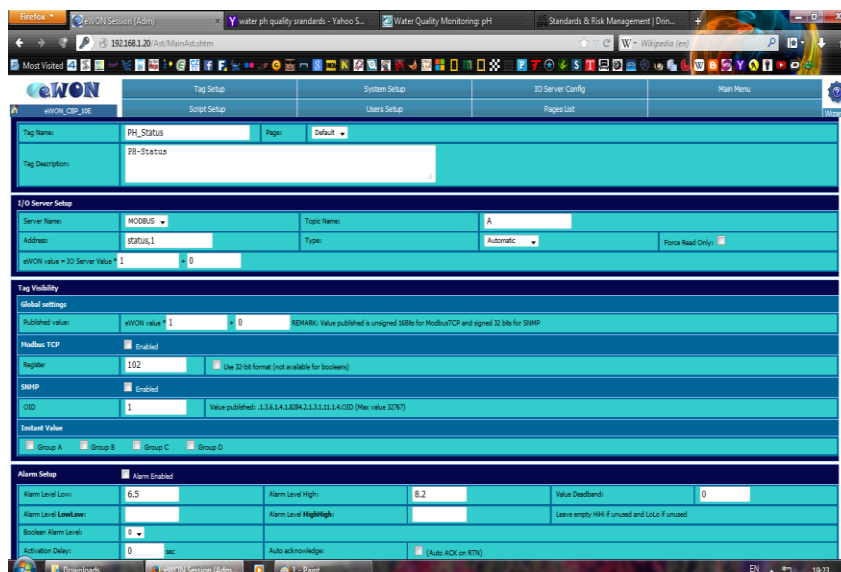 Firefox
eWON Session (Adm)
water ph quality srandards - Yahoo S...
Water Quality Monitoring: pH
Standards & Risk Management | Drin...
192.168.1.20/Ast/MainAst.shtm
Wikipedia (en)
Most Visited
eWON
Tag Setup
System Setup
IO Server Config
Main Menu
eWON_CBP_10E
Script Setup
Users Setup
Pages List
Tag Name: PH_Status Page: Default
Tag Description: PH-Status
I/O Server Setup
Server Name: MODBUS Topic Name: A
Address: status,1 Type: Automatic Force Read Only:
eWON value = IO Server Value * 1 + 0
Tag Visibility
Global settings
Published value: eWON value * 1 + 0 REMARK: Value published is unsigned 16Bits for ModbusTCP and signed 32 bits for SNMP
Modbus TCP Enabled
Register 102 Use 32-bit format (not available for booleans)
SNMP Enabled
OID 1 Value published: .1.3.6.1.4.1.8284.2.1.3.1.11.1.4.OID (Max value 32767)
Instant Value
Group A Group B Group C Group D
Alarm Setup Alarm Enabled
Alarm Level Low: 6.5 Alarm Level High: 8.2 Value Deadband: 0
Alarm Level LowLow: Alarm Level HighHigh: Leave empty HiHi if unused and LoLo if unused
Boolean Alarm Level: 0
Activation Delay: 0 sec Auto acknowledge: (Auto ACK on RTN)
Downloads
eWON Session (Adm...
1 - Paint
EN
19:23